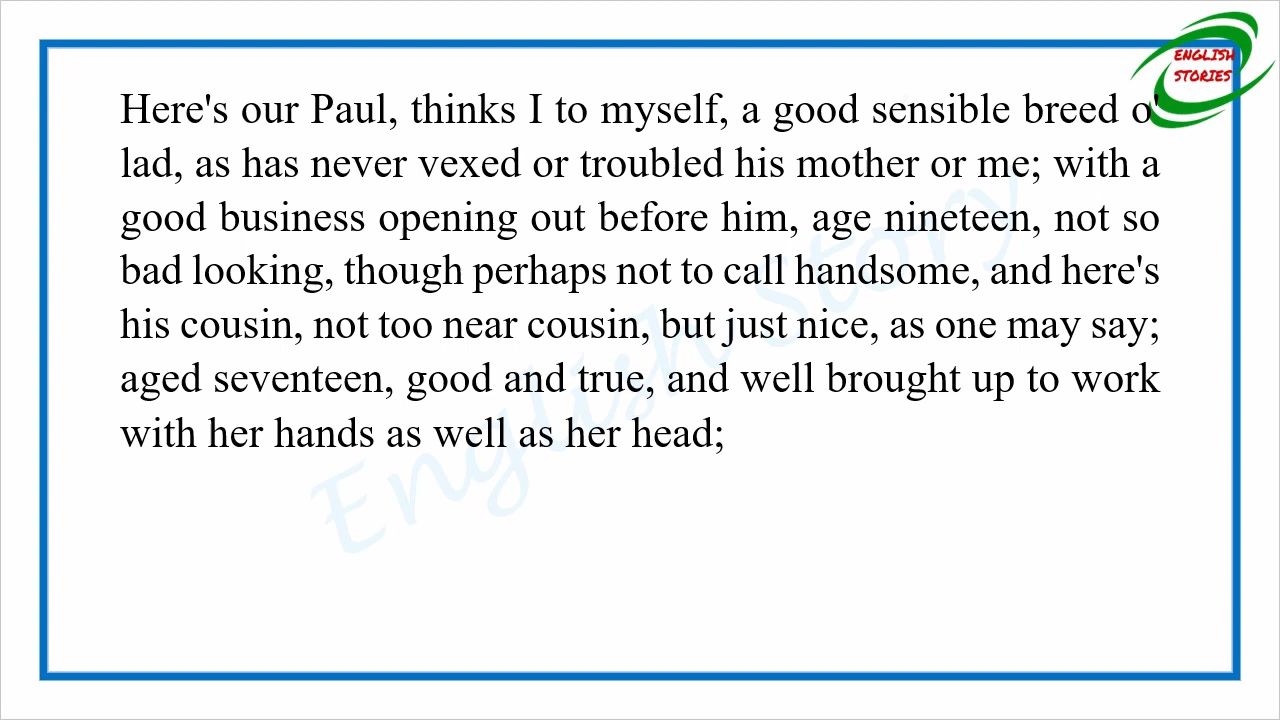 ENGLISH
STORIES
Here's our Paul, thinks I to myself, a good sensible breed o'
lad, as has never vexed or troubled his mother or me; with a
good business opening out before him, age nineteen, not so
bad looking, though perhaps not to call handsome, and here's
his cousin, not too near cousin, but just nice, as one may say;
aged seventeen, good and true, and well brought up to work
with her hands as well as her head;
English Story